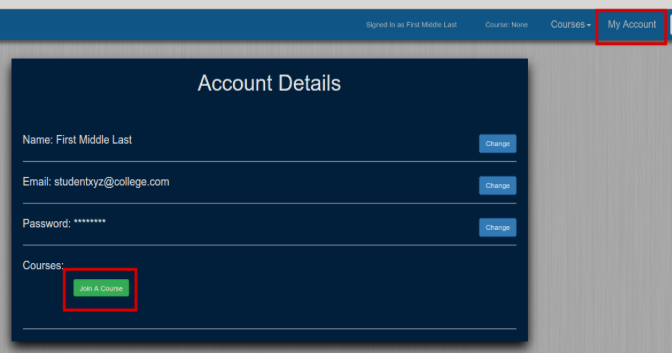 Signed In as First Middle Last Course: None Courses My Account
Account Details
Name: First Middle Last Change
Email: studentxyz@college.com Change
Password: ******** Change
Courses:
Join A Course